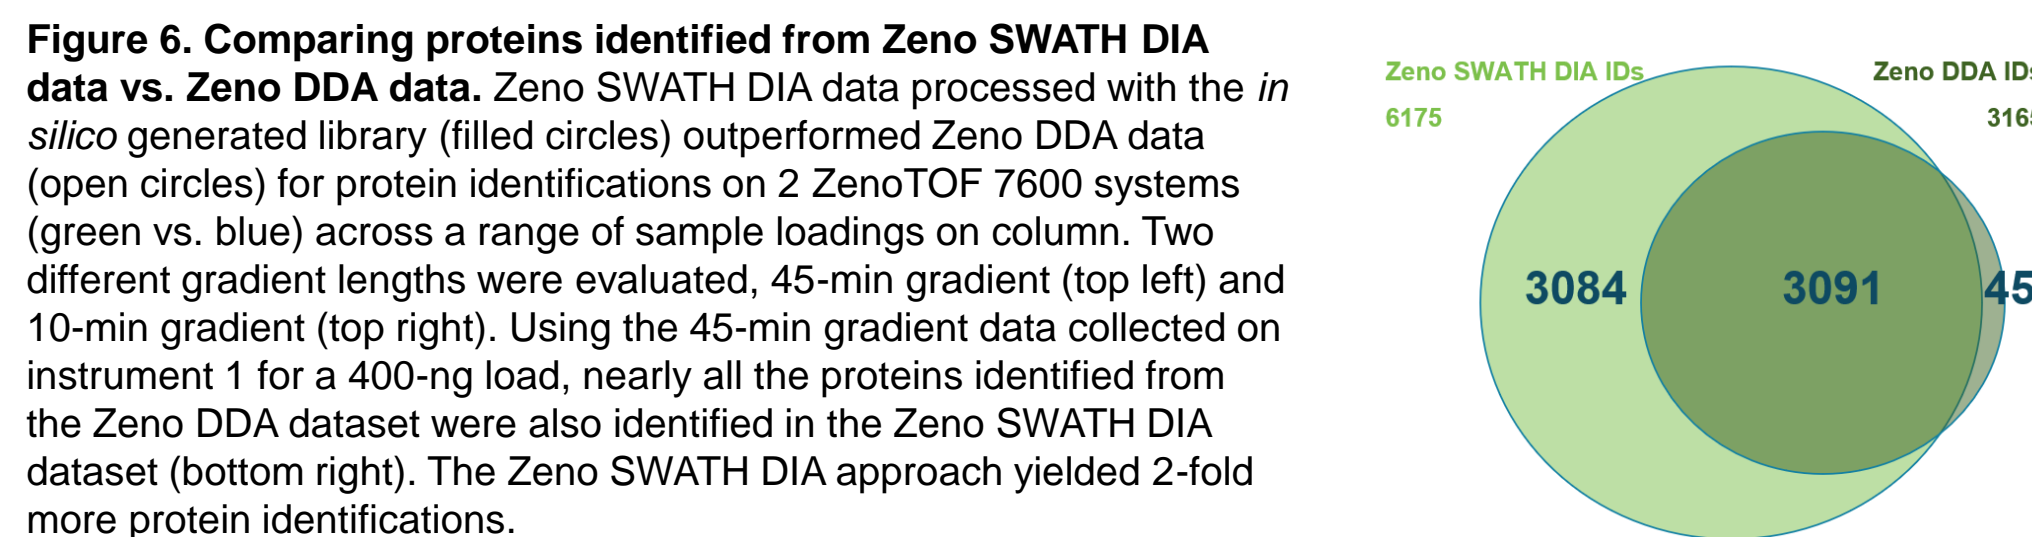 Figure 6. Comparing proteins identified from Zeno SWATH DIA
data vs. Zeno DDA data. Zeno SWATH DIA data processed with the in
silico generated library (filled circles) outperformed Zeno DDA data
(open circles) for protein identifications on 2 ZenoTOF 7600 systems
(green vs. blue) across a range of sample loadings on column. Two
different gradient lengths were evaluated, 45-min gradient (top left) and
10-min gradient (top right). Using the 45-min gradient data collected on
instrument 1 for a 400-ng load, nearly all the proteins identified from
the Zeno DDA dataset were also identified in the Zeno SWATH DIA
dataset (bottom right). The Zeno SWATH DIA approach yielded 2-fold
more protein identifications.
Zeno SWATH DIA IDs
6175
Zeno DDA IDs
3165
3084
3091
45